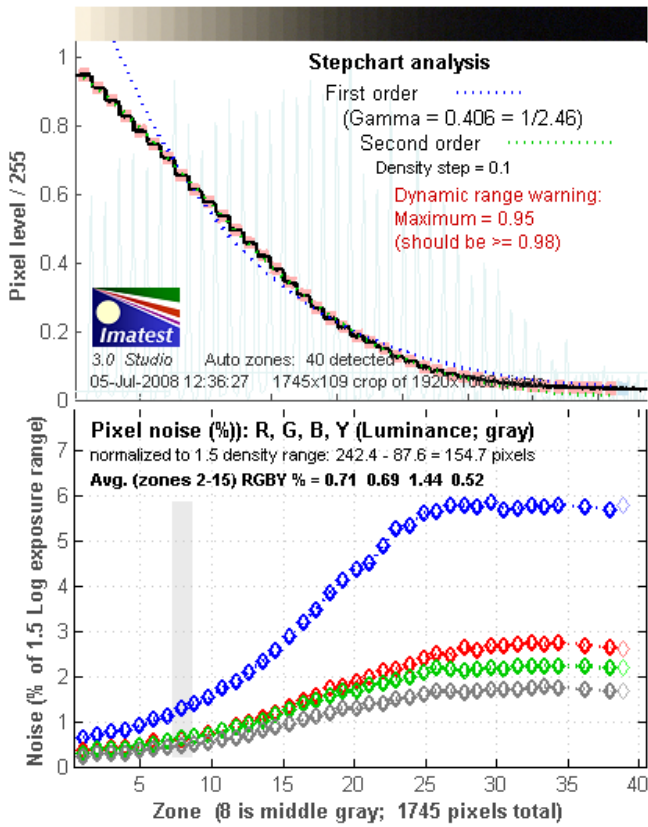 Stepchart analysis
First order
(Gamma = 0.406 = 1/2.46)
Second order
Density step = 0.1
Dynamic range warning:
Maximum = 0.95
(should be >= 0.98)
1
0.8
0.6
0.4
0.2
0
Pixel level / 255
Imatest
3.0 Studio Auto zones: 40 detected
05-Jul-2008 12:36:27 1745x109 crop of
Pixel noise (%)): R, G, B, Y (Luminance; gray)
normalized to 1.5 density range: 242.4 - 87.6 = 154.7 pixels
Avg. (zones 2-15) RGBY % = 0.71 0.69 1.44 0.52
7
6
5
4
3
2
1
0
Noise (% of 1.5 Log exposure range)
5 10 15 20 25 30 35 40
Zone (8 is middle gray; 1745 pixels total)